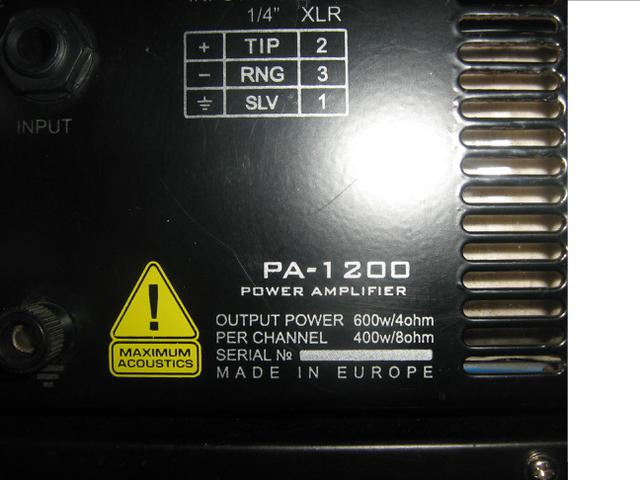 1/4" XLR
+ TIP 2
− RNG 3
SLV 1
INPUT
PA-1200
POWER AMPLIFIER
!
MAXIMUM
ACOUSTICS
OUTPUT POWER 600w/4ohm
PER CHANNEL 400w/8ohm
SERIAL №
MADE IN EUROPE